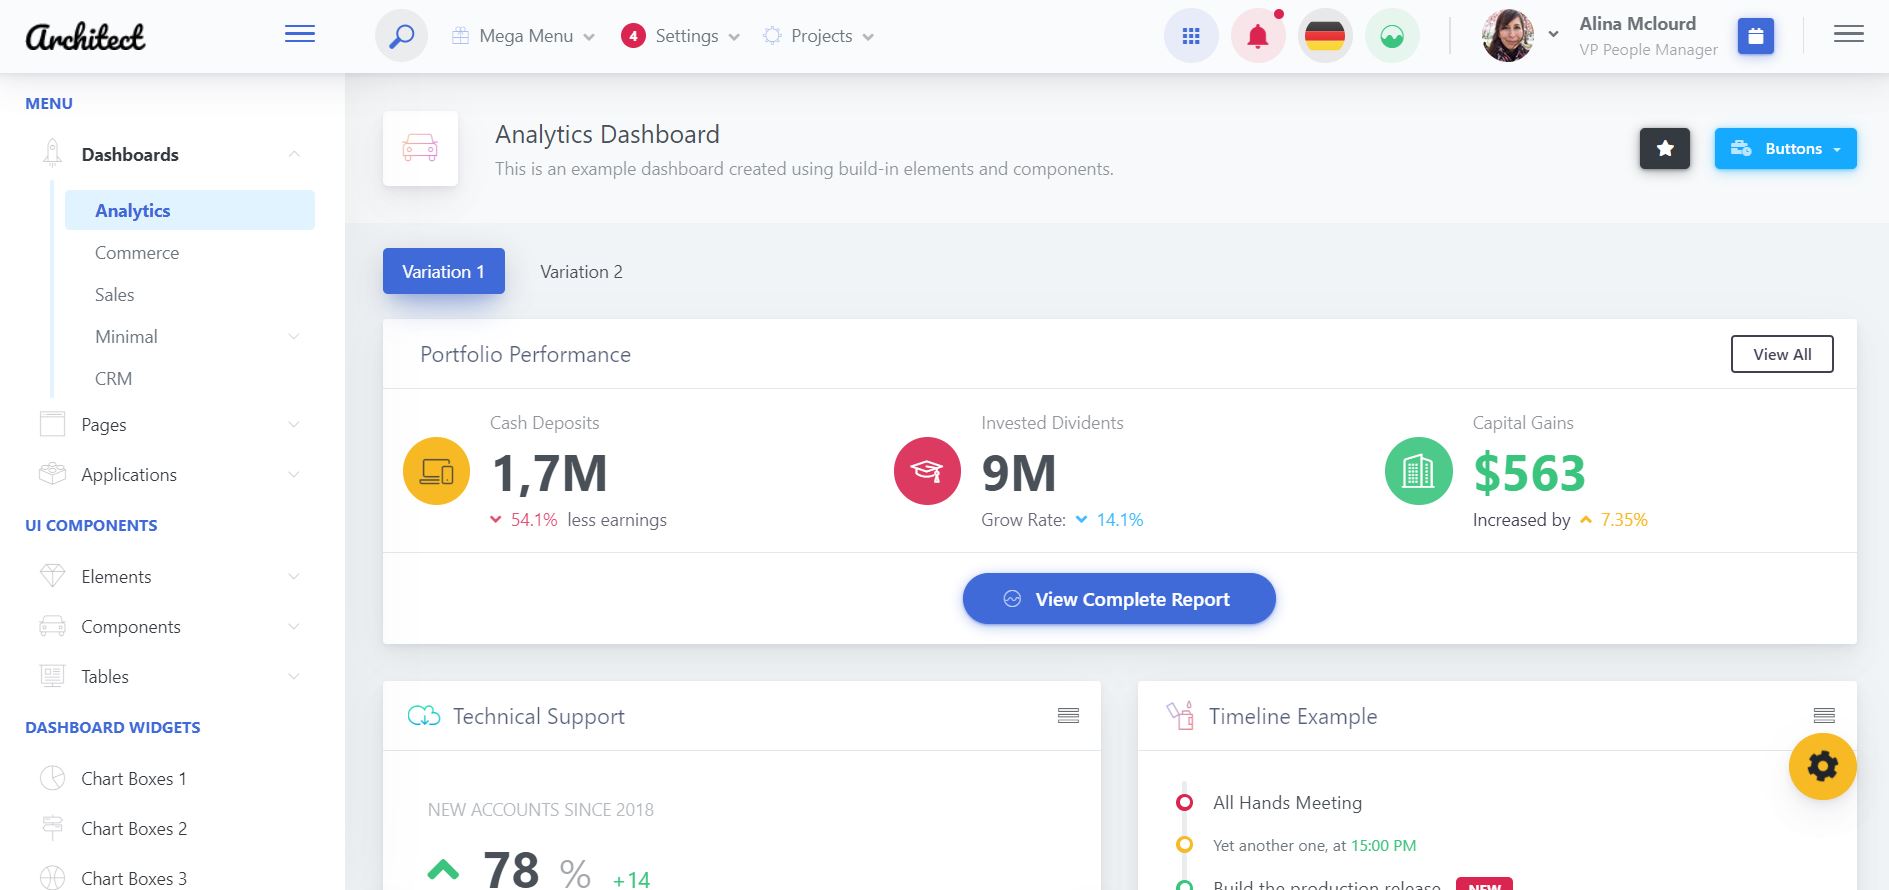 Architect
Mega Menu
4
Settings
Projects
Alina Mclourd
VP People Manager
MENU
Dashboards
Analytics
Commerce
Sales
Minimal
CRM
Pages
Applications
UI COMPONENTS
Elements
Components
Tables
DASHBOARD WIDGETS
Chart Boxes 1
Chart Boxes 2
Chart Boxes 3
Analytics Dashboard
This is an example dashboard created using build-in elements and components.
Buttons
Variation 1
Variation 2
Portfolio Performance
View All
Cash Deposits
1,7M
54.1% less earnings
Invested Dividents
9M
Grow Rate: 14.1%
Capital Gains
$563
Increased by 7.35%
View Complete Report
Technical Support
NEW ACCOUNTS SINCE 2018
78 % +14
Timeline Example
All Hands Meeting
Yet another one, at 15:00 PM
Build the production release NEW